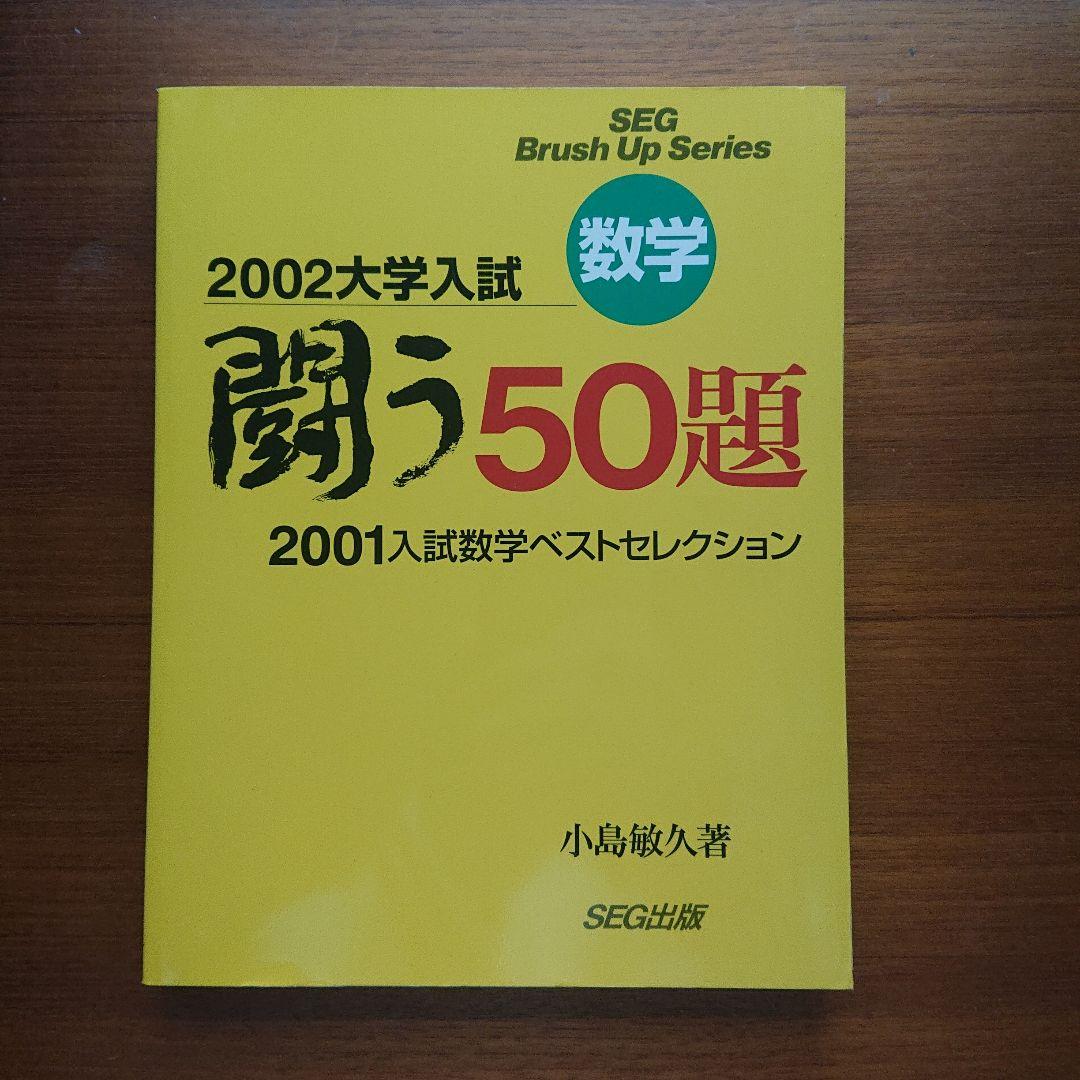 SEG
Brush Up Series
数学
2002大学入試
闘う50題
2001入試数学ベストセレクション
小島敏久著
SEG出版